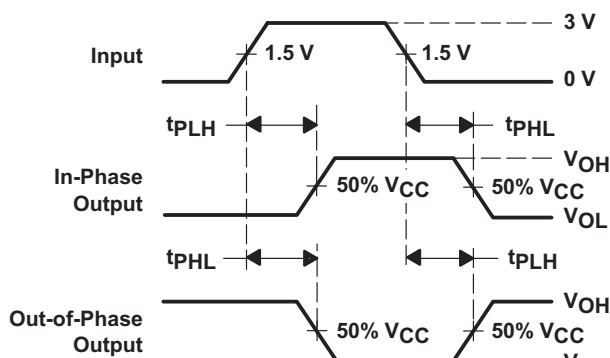 3 V
Input 1.5 V 1.5 V
0 V
tPLH tPHL
VOH
In-Phase Output 50% VCC 50% VCC
VOL
tPHL tPLH
VOH
Out-of-Phase Output 50% VCC 50% VCC